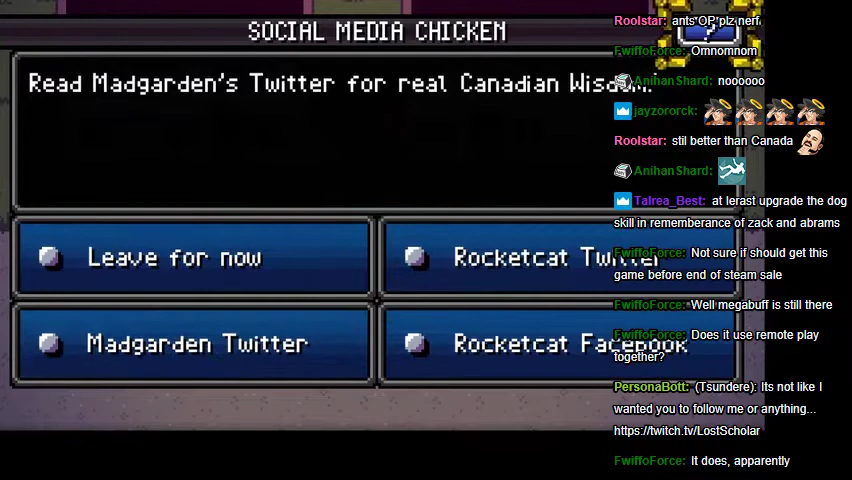 SOCIAL MEDIA CHICKEN
Read Madgarden's Twitter for real Canadian Wisdom.
Leave for now
Rocketcat Twitter
Madgarden Twitter
Rocketcat Facebook
?
Roolstar: ants OP plz nerf
FwiffoForce: Omnomnom
AnihanShard: noooooo
jayzororck:
Roolstar: stil better than Canada
AnihanShard:
Talrea_Best: at lerast upgrade the dog
skill in rememberance of zack and abrams
FwiffoForce: Not sure if should get this
game before end of steam sale
FwiffoForce: Well megabuff is still there
FwiffoForce: Does it use remote play
together?
PersonaBott: (Tsundere): Its not like I
wanted you to follow me or anything...
https://twitch.tv/LostScholar
FwiffoForce: It does, apparently